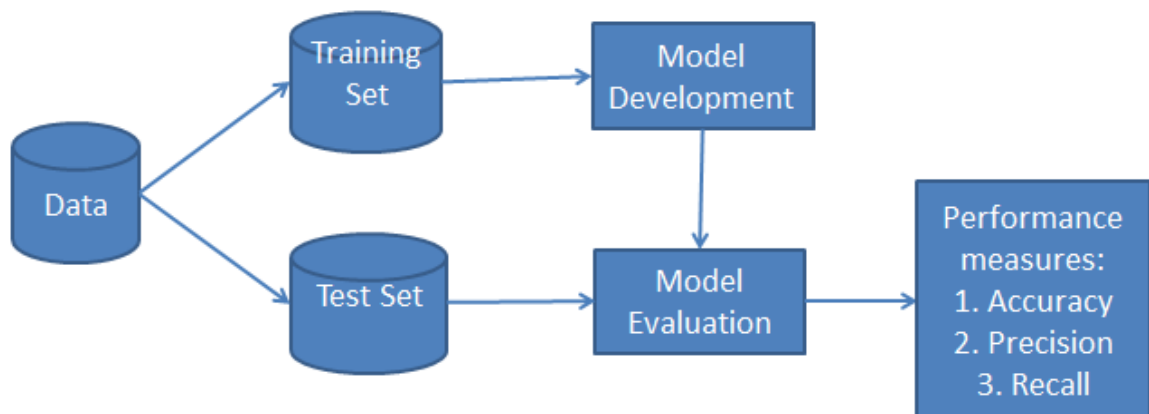 Data
Training
Set
Test Set
Model
Development
Model
Evaluation
Performance
measures:
1. Accuracy
2. Precision
3. Recall